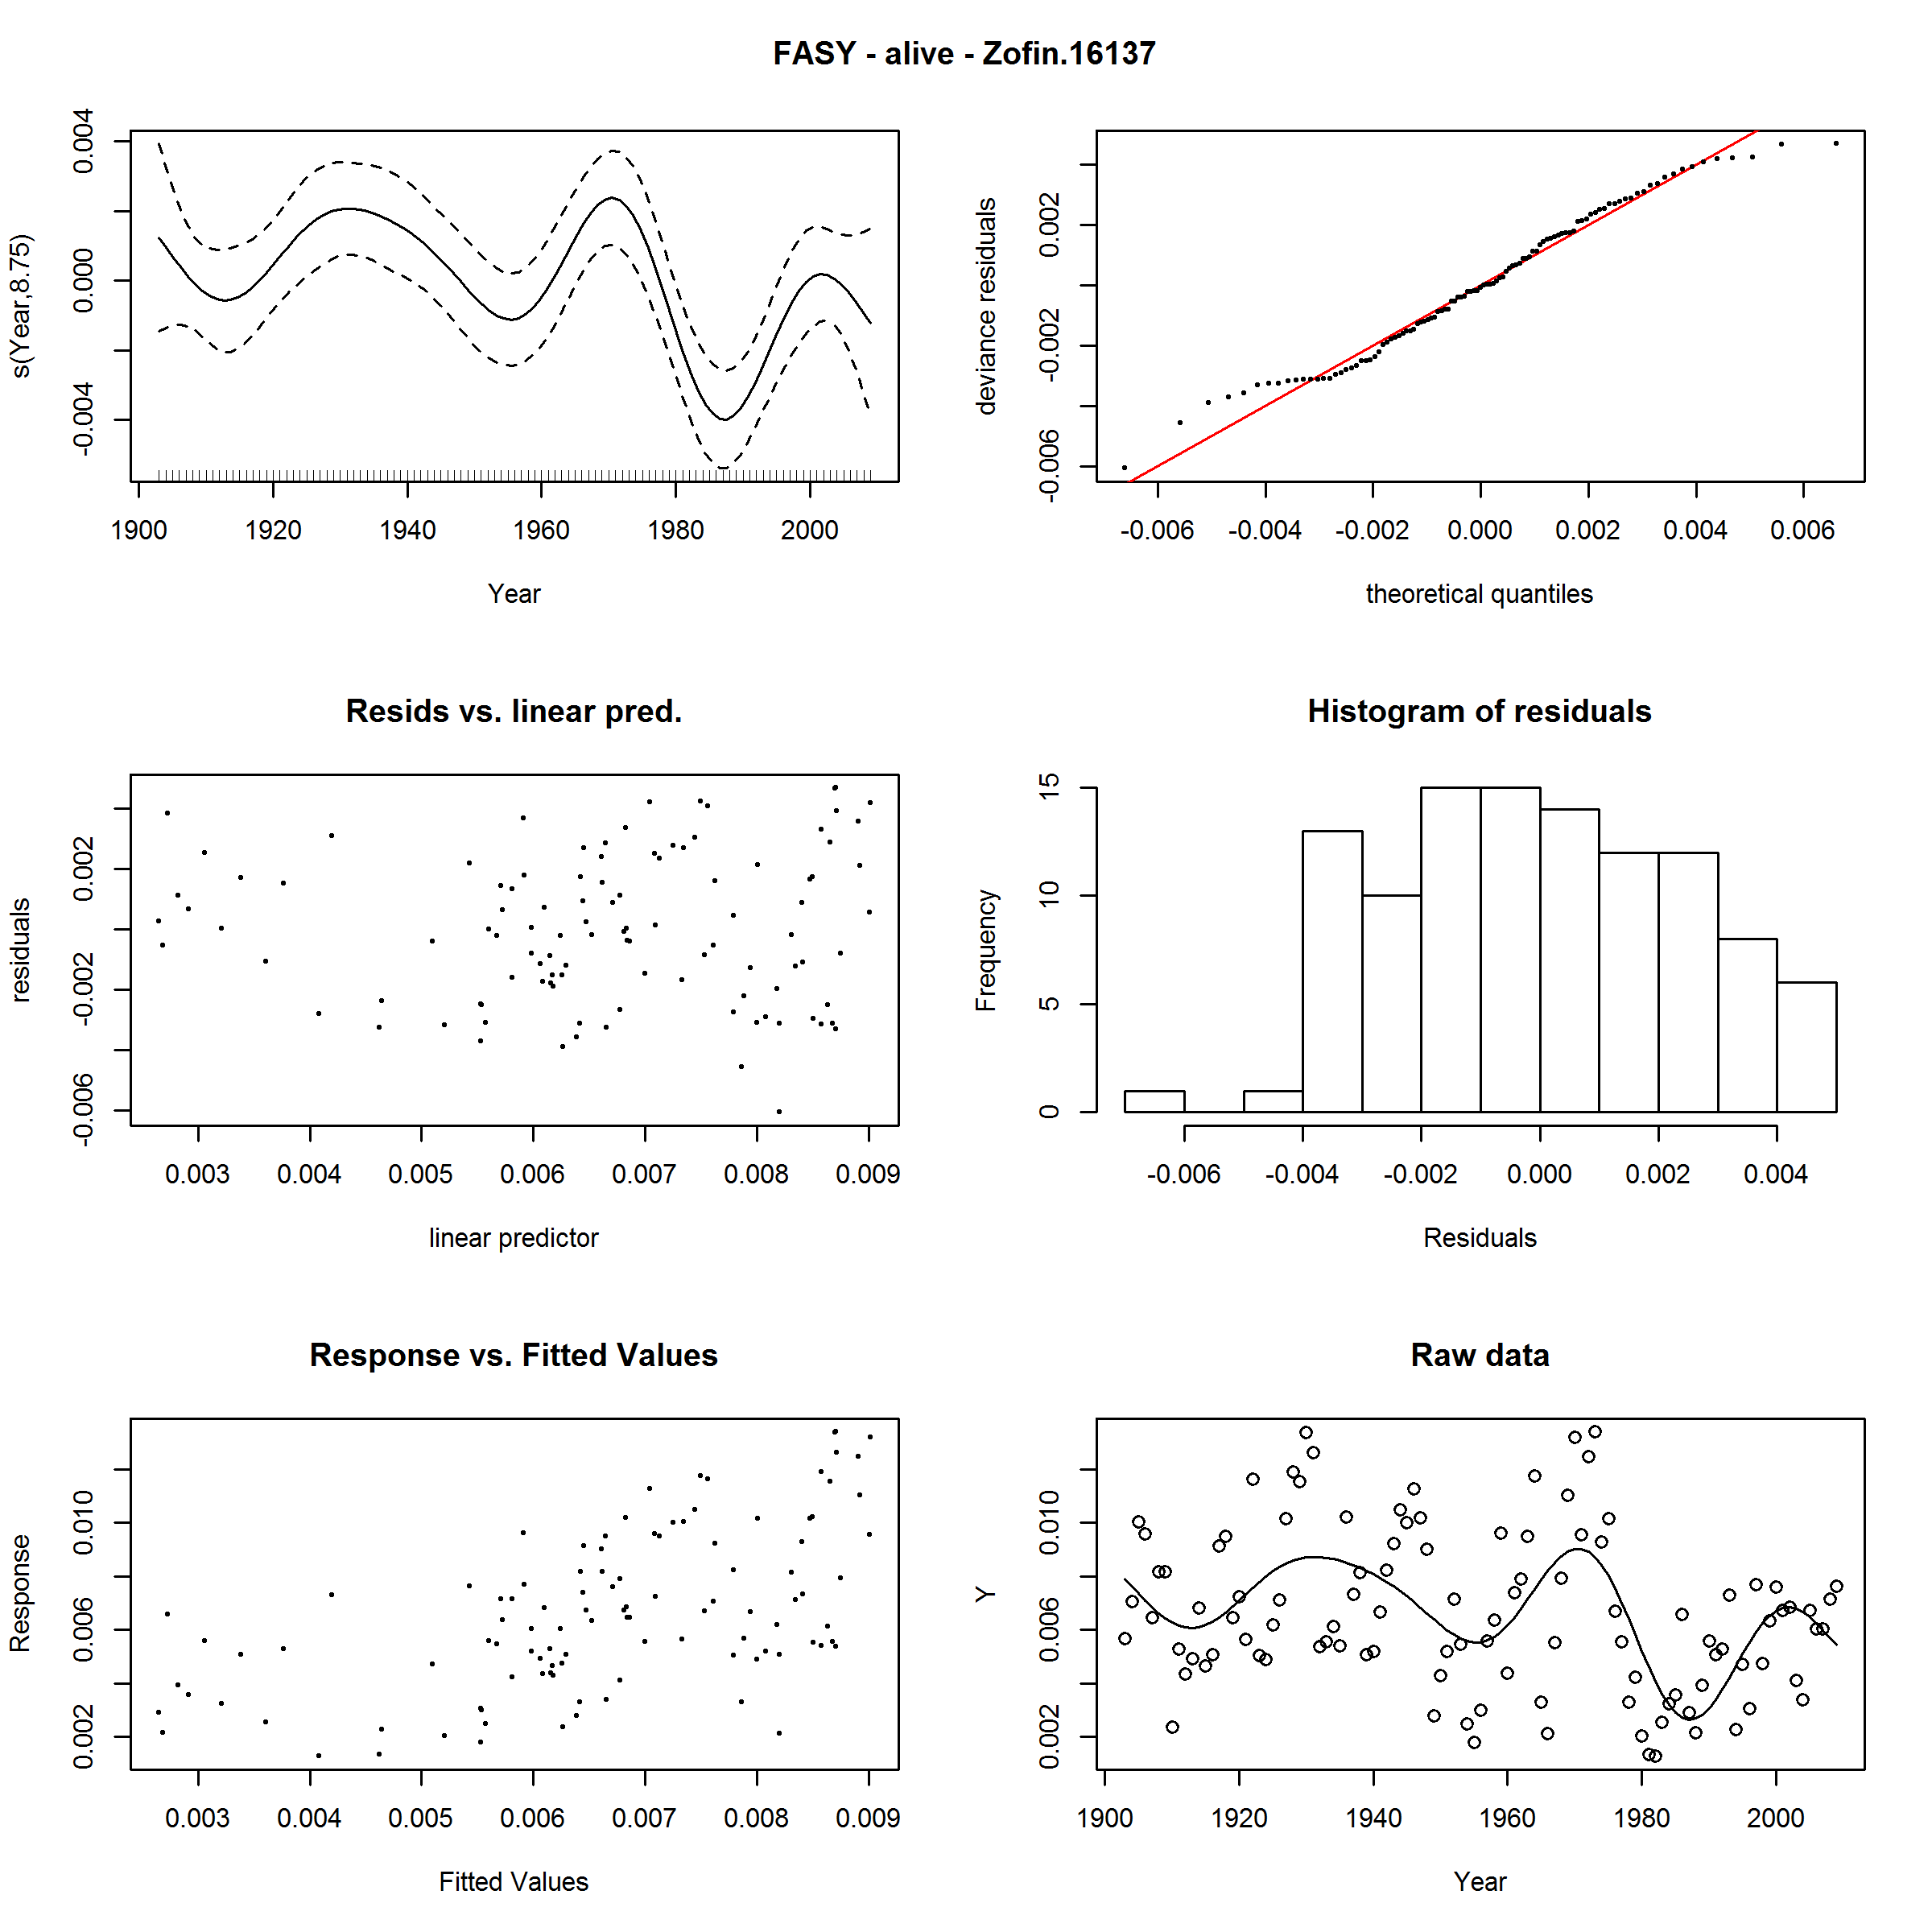 FASY - alive - Zofin.16137
s(Year,8.75)
-0.004 0.000 0.004
1900 1920 1940 1960 1980 2000
Year
deviance residuals
-0.006 -0.002 0.002
-0.006 -0.004 -0.002 0.000 0.002 0.004 0.006
theoretical quantiles
Resids vs. linear pred.
residuals
-0.006 -0.002 0.002
0.003 0.004 0.005 0.006 0.007 0.008 0.009
linear predictor
Histogram of residuals
Frequency
0 5 10 15
-0.006 -0.004 -0.002 0.000 0.002 0.004
Residuals
Response vs. Fitted Values
Response
0.002 0.006 0.010
0.003 0.004 0.005 0.006 0.007 0.008 0.009
Fitted Values
Raw data
Y
0.002 0.006 0.010
1900 1920 1940 1960 1980 2000
Year